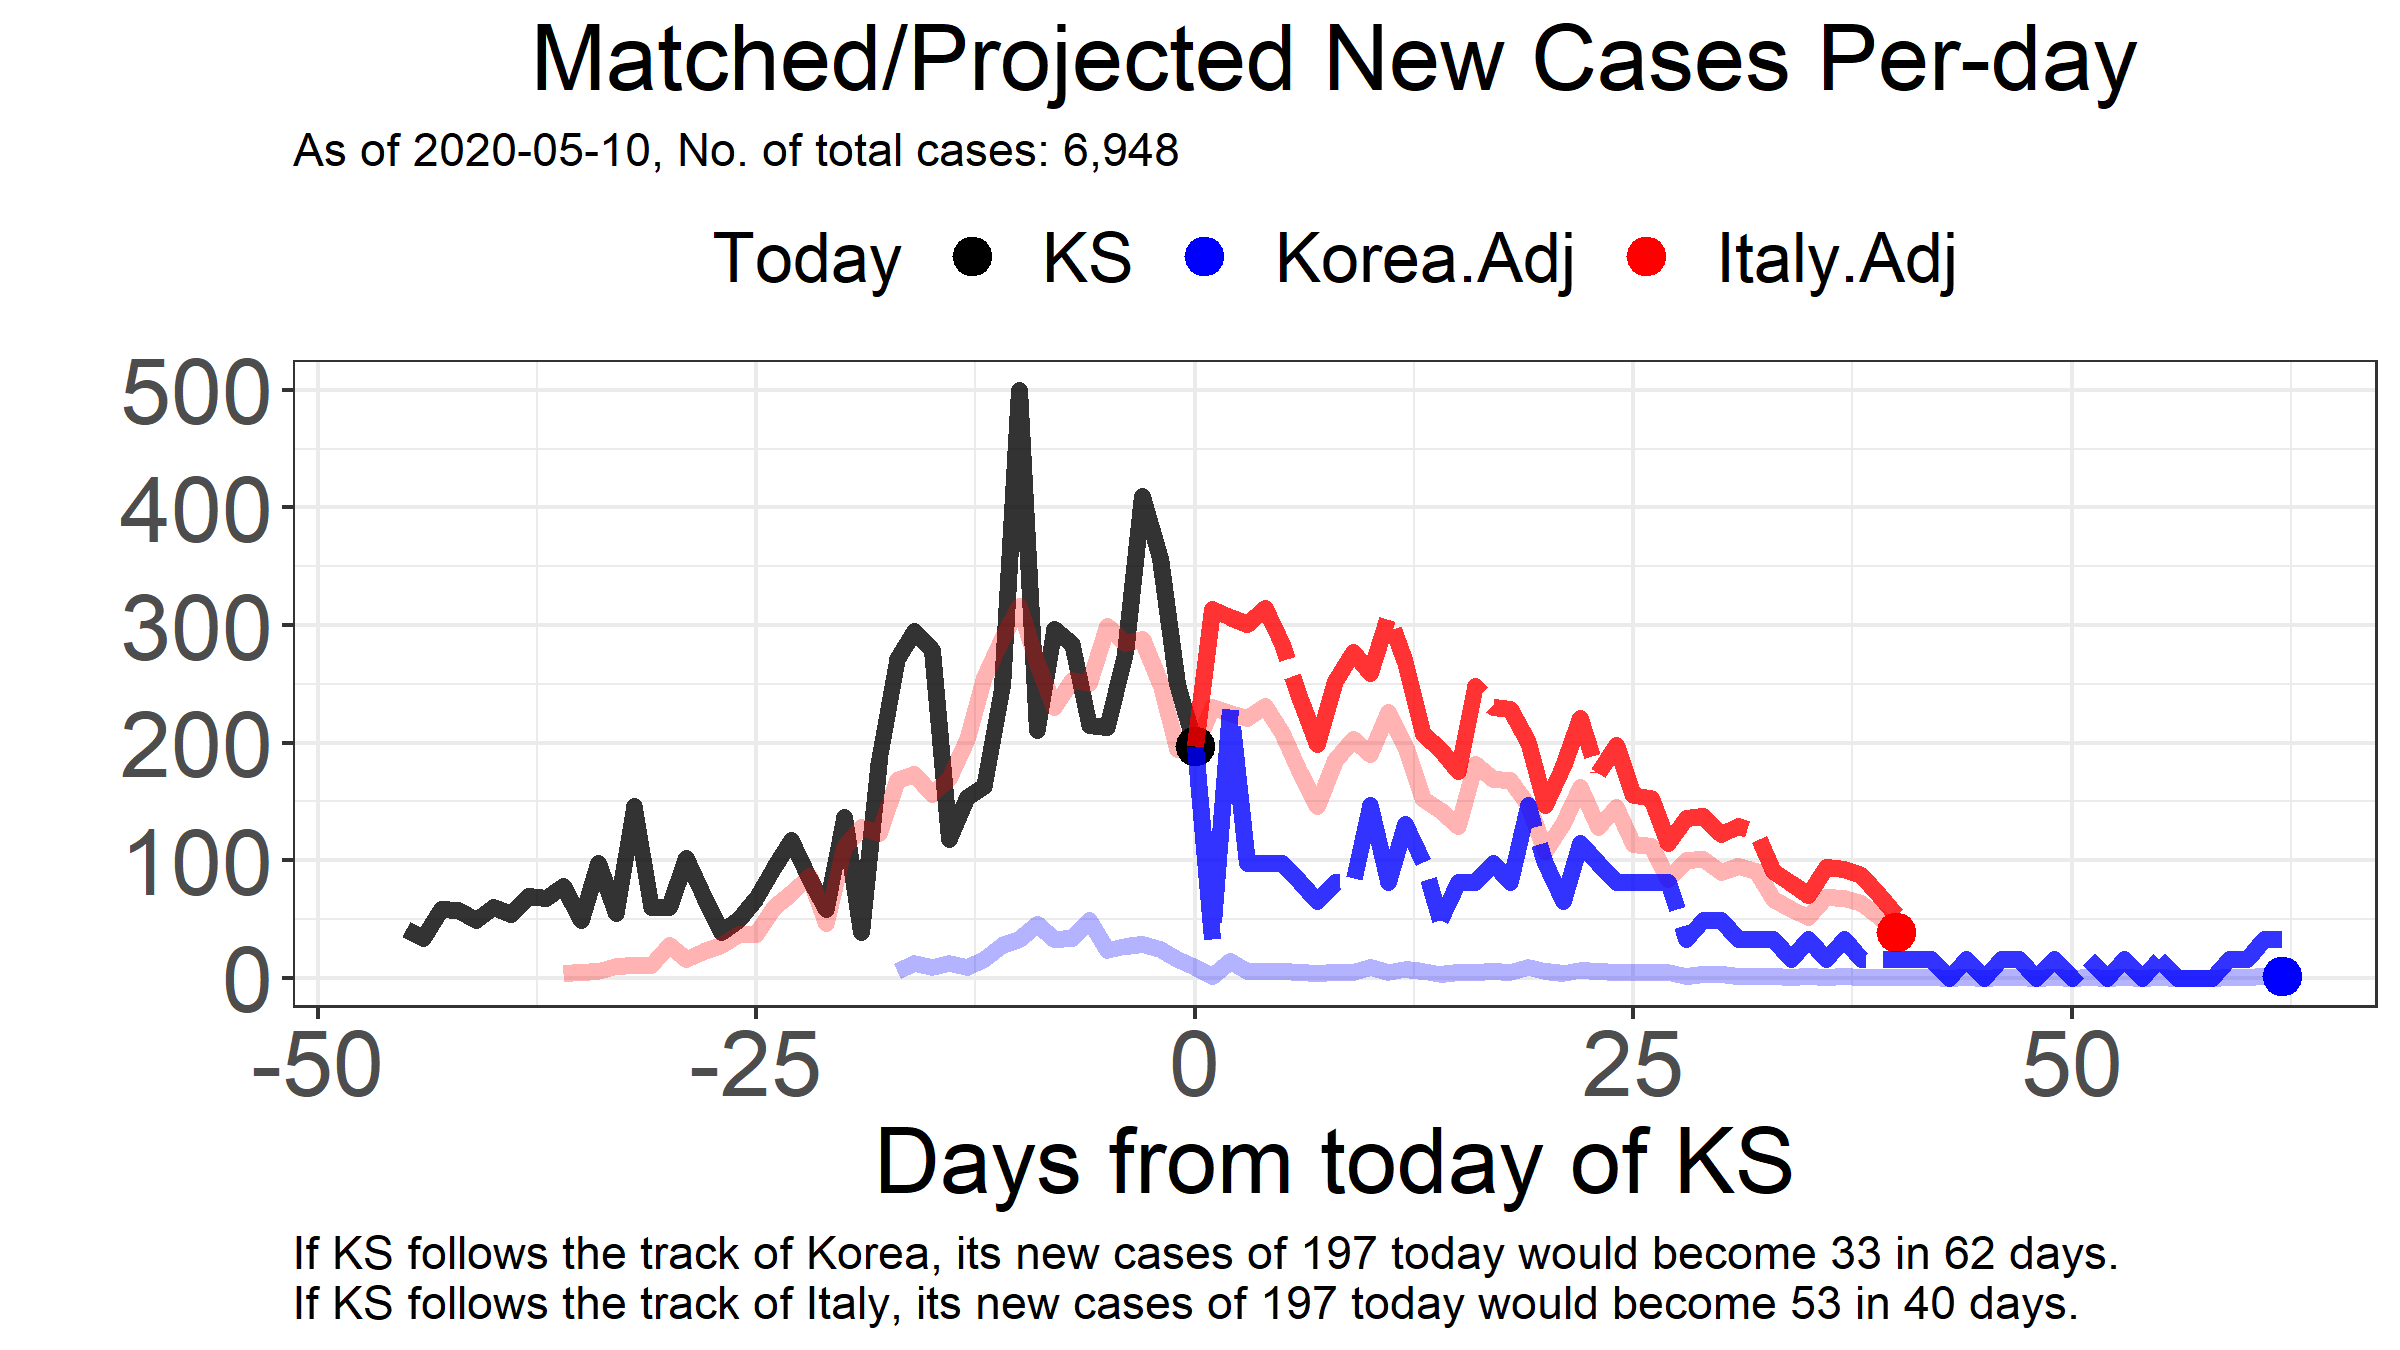 Matched/Projected New Cases Per-day
As of 2020-05-10, No. of total cases: 6,948
Today KS Korea.Adj Italy.Adj
500
400
300
200
100
0
-50 -25 0 25 50
Days from today of KS
If KS follows the track of Korea, its new cases of 197 today would become 33 in 62 days.
If KS follows the track of Italy, its new cases of 197 today would become 53 in 40 days.